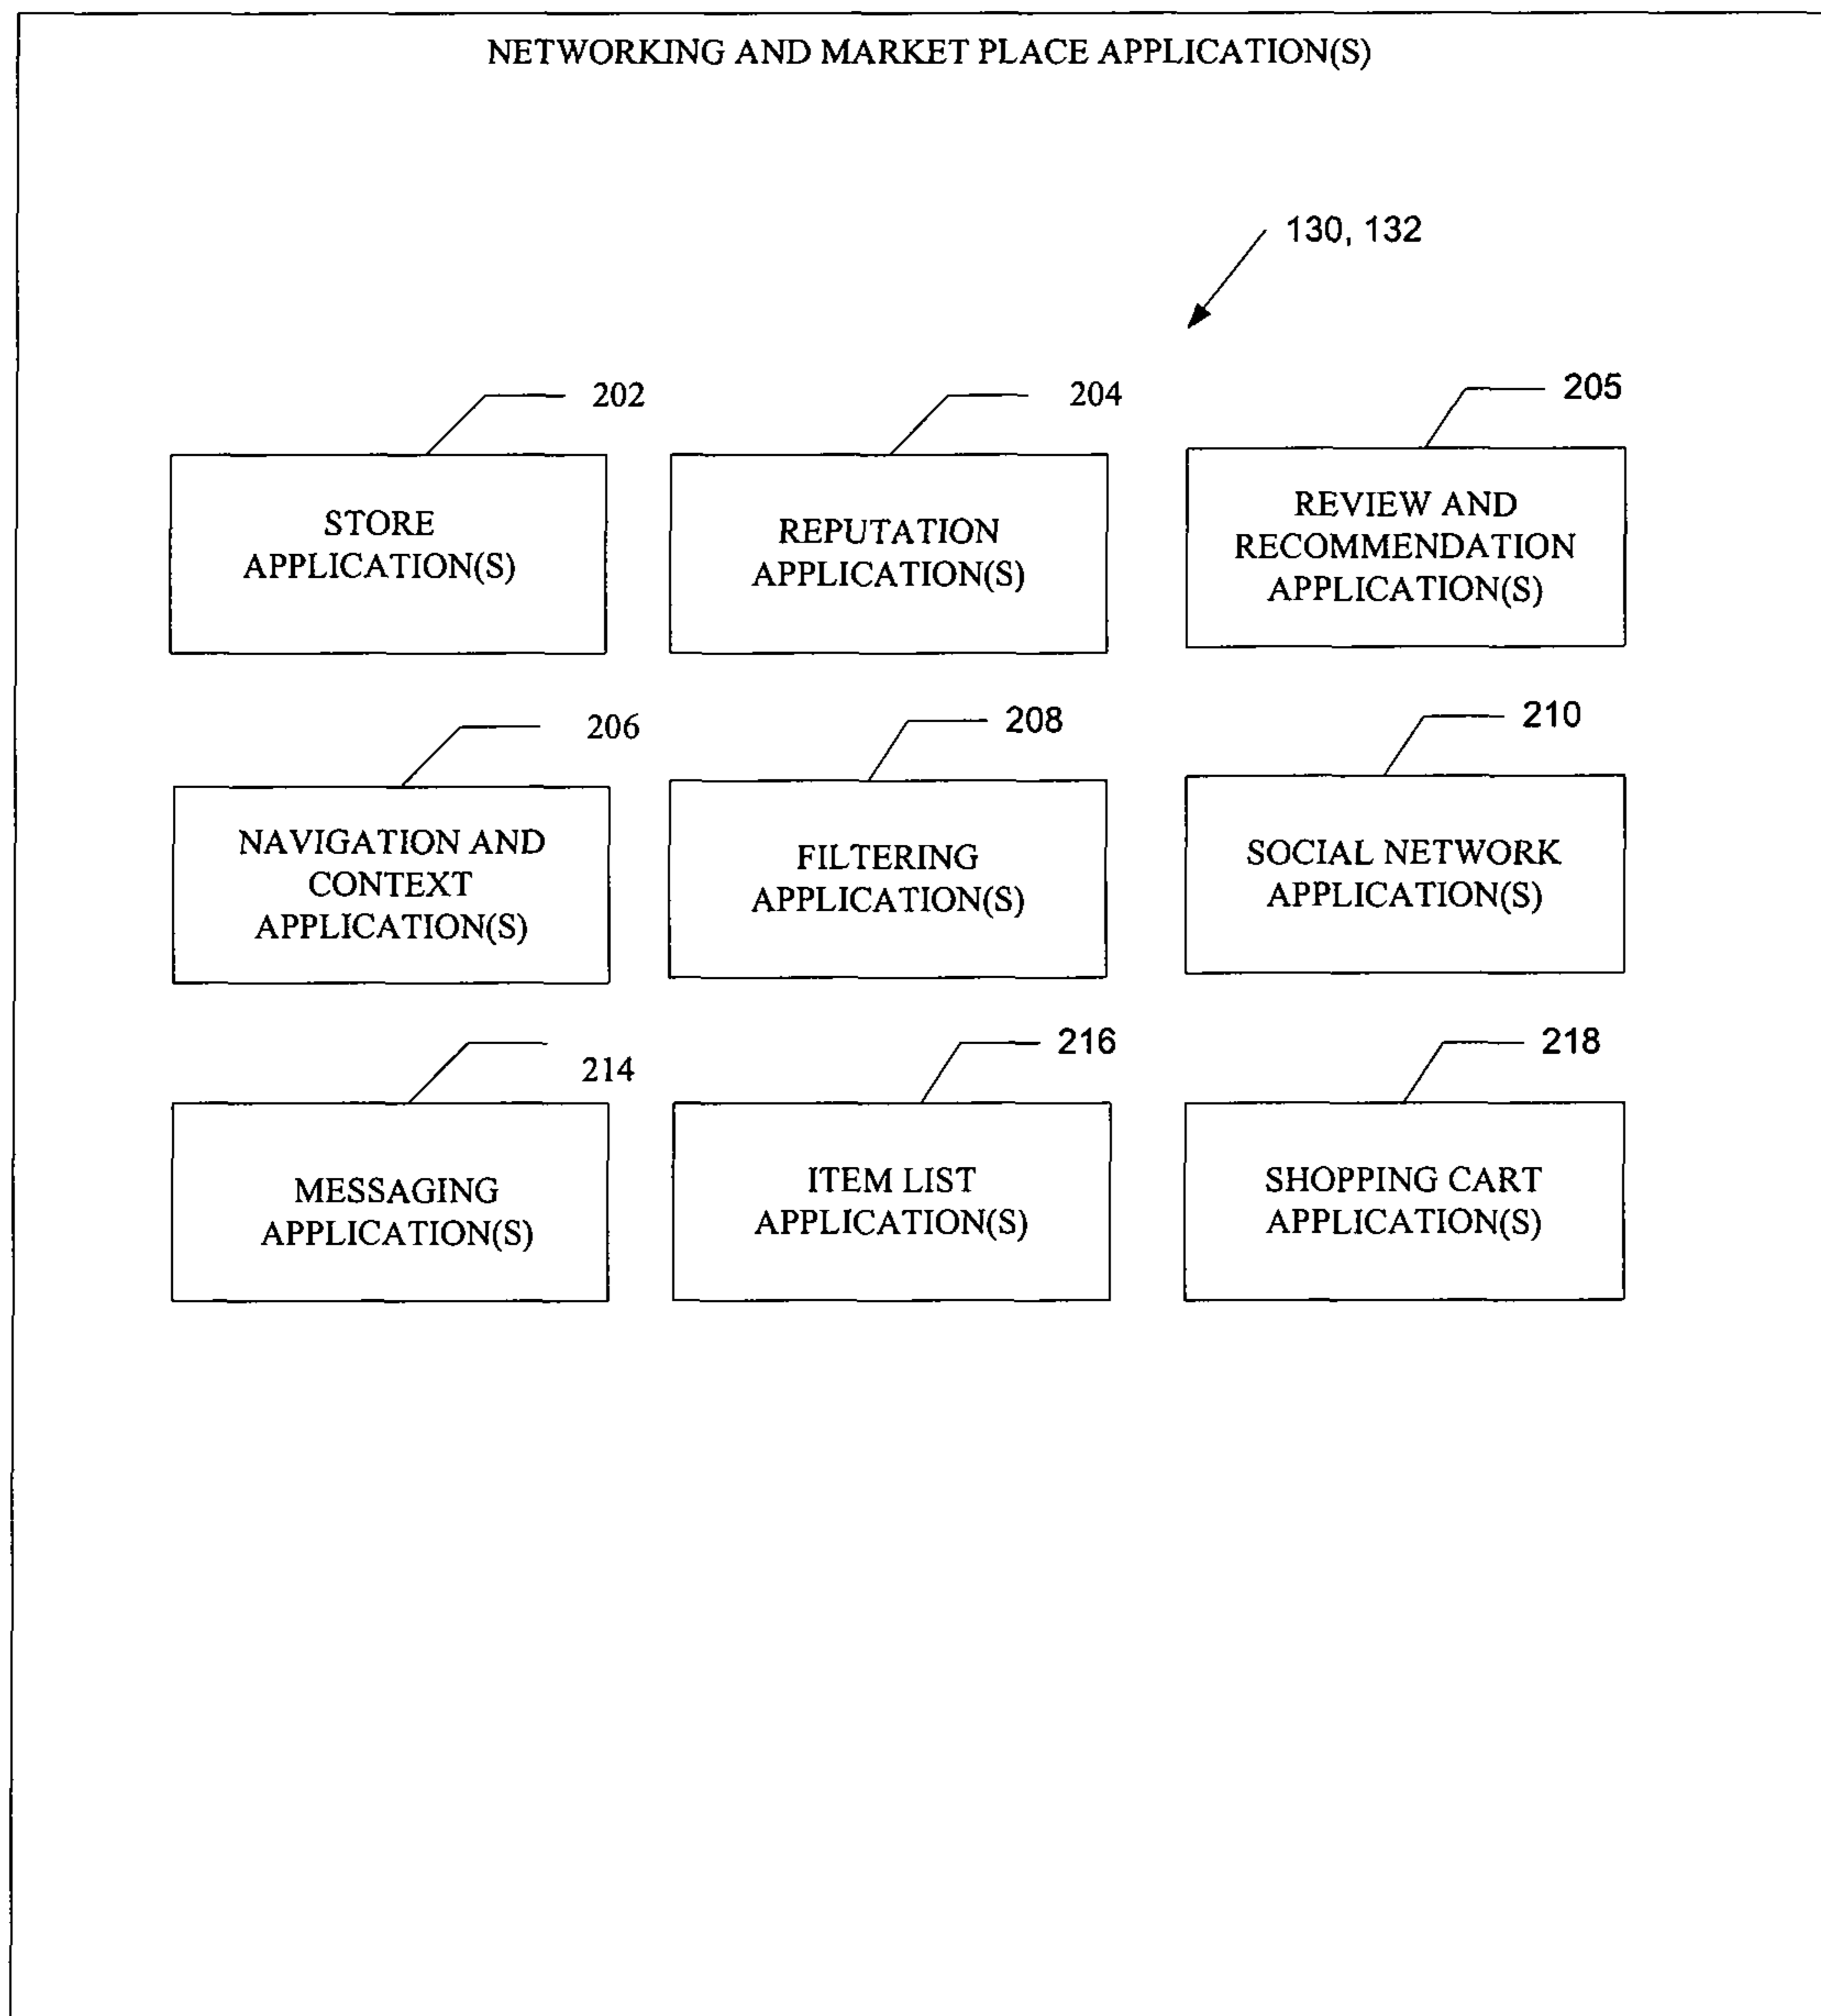 NETWORKING AND MARKET PLACE APPLICATION(S)
130, 132
202
204
205
STORE
APPLICATION(S)
REPUTATION
APPLICATION(S)
REVIEW AND
RECOMMENDATION
APPLICATION(S)
206
208
210
NAVIGATION AND
CONTEXT
APPLICATION(S)
FILTERING
APPLICATION(S)
SOCIAL NETWORK
APPLICATION(S)
214
216
218
MESSAGING
APPLICATION(S)
ITEM LIST
APPLICATION(S)
SHOPPING CART
APPLICATION(S)